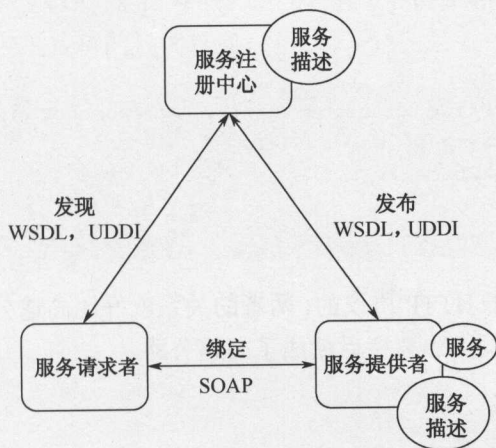 服务
描述
服务注
册中心
发现
WSDL，UDDI
发布
WSDL，UDDI
服务请求者
绑定
SOAP
服务提供者
服务
服务
描述